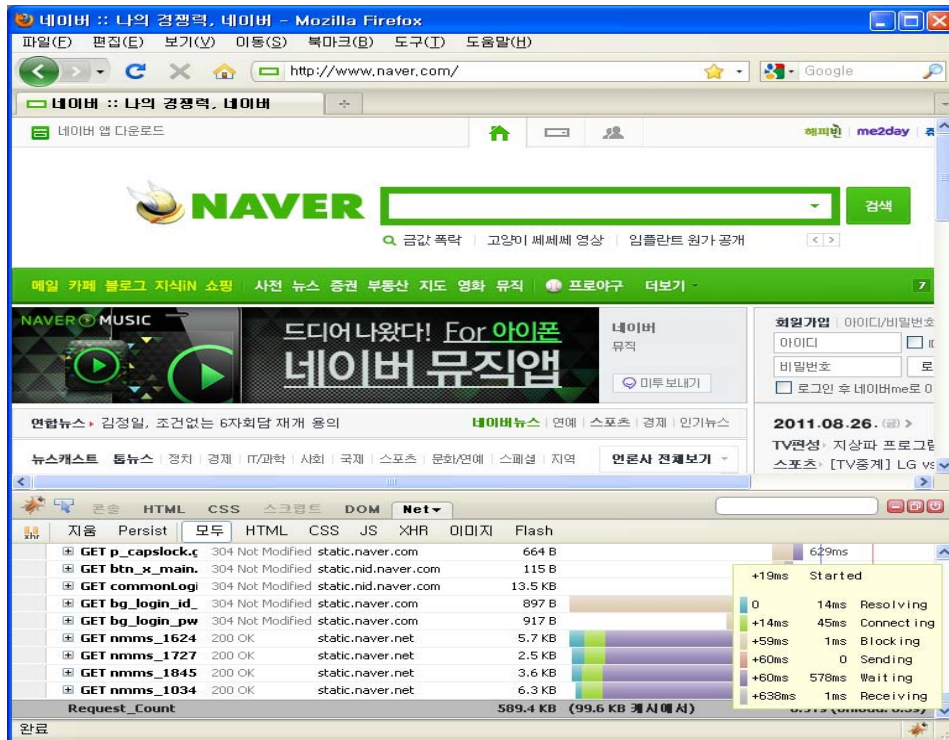 네이버 :: 나의 경쟁력, 네이버 - Mozilla Firefox
파일(F) 편집(E) 보기(V) 이동(S) 북마크(B) 도구(T) 도움말(H)
http://www.naver.com/ Google
네이버 :: 나의 경쟁력, 네이버
네이버 앱 다운로드 해피빈 me2day
NAVER 검색
금값 폭락 고양이 쎄쎄쎄 영상 임플란트 원가 공개
메일 카페 블로그 지식iN 쇼핑 사전 뉴스 증권 부동산 지도 영화 뮤직 프로야구 더보기 7
NAVER MUSIC
드디어 나왔다! For 아이폰
네이버 뮤직앱
네이버
뮤직
미투 보내기
회원가입 아이디/비밀번호
아이디
비밀번호 로
로그인 후 네이버me로 이
연합뉴스 김정일, 조건없는 6자회담 재개 용의 네이버뉴스 연예 스포츠 경제 인기뉴스
2011.08.26. (금)
뉴스캐스트 톱뉴스 정치 경제 IT/과학 사회 국제 스포츠 문화/연예 스페셜 지역 언론사 전체보기
TV편성 지상파 프로그램
스포츠 [TV중계] LG vs
콘솔 HTML CSS 스크립트 DOM Net
xhr 지움 Persist 모두 HTML CSS JS XHR 이미지 Flash
GET p_capslock.g 304 Not Modified static.naver.com 664 B 629ms
GET btn_x_main. 304 Not Modified static.nid.naver.com 115 B
GET commonLogi 304 Not Modified static.nid.naver.com 13.5 KB
GET bg_login_id_ 304 Not Modified static.naver.com 897 B
GET bg_login_pw 304 Not Modified static.naver.com 917 B
GET nmms_1624 200 OK static.naver.net 5.7 KB
GET nmms_1727 200 OK static.naver.net 2.5 KB
GET nmms_1845 200 OK static.naver.net 3.6 KB
GET nmms_1034 200 OK static.naver.net 6.3 KB
Request_Count 589.4 KB (99.6 KB 캐시에서)
+19ms Started
0 14ms Resolving
+14ms 45ms Connecting
+59ms 1ms Blocking
+60ms 0 Sending
+60ms 578ms Waiting
+638ms 1ms Receiving
완료